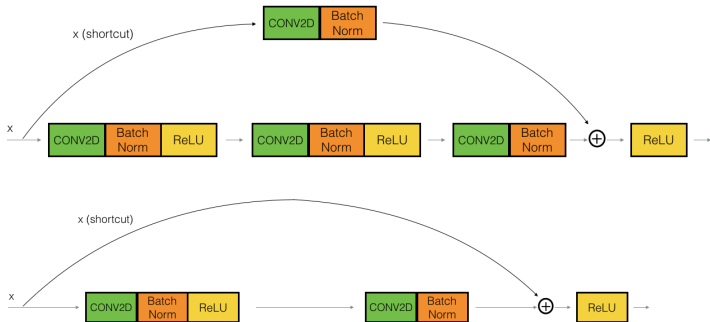 CONV2D Batch Norm
x (shortcut)
x
CONV2D Batch Norm ReLU CONV2D Batch Norm ReLU CONV2D Batch Norm ReLU
x (shortcut)
x
CONV2D Batch Norm ReLU CONV2D Batch Norm ReLU